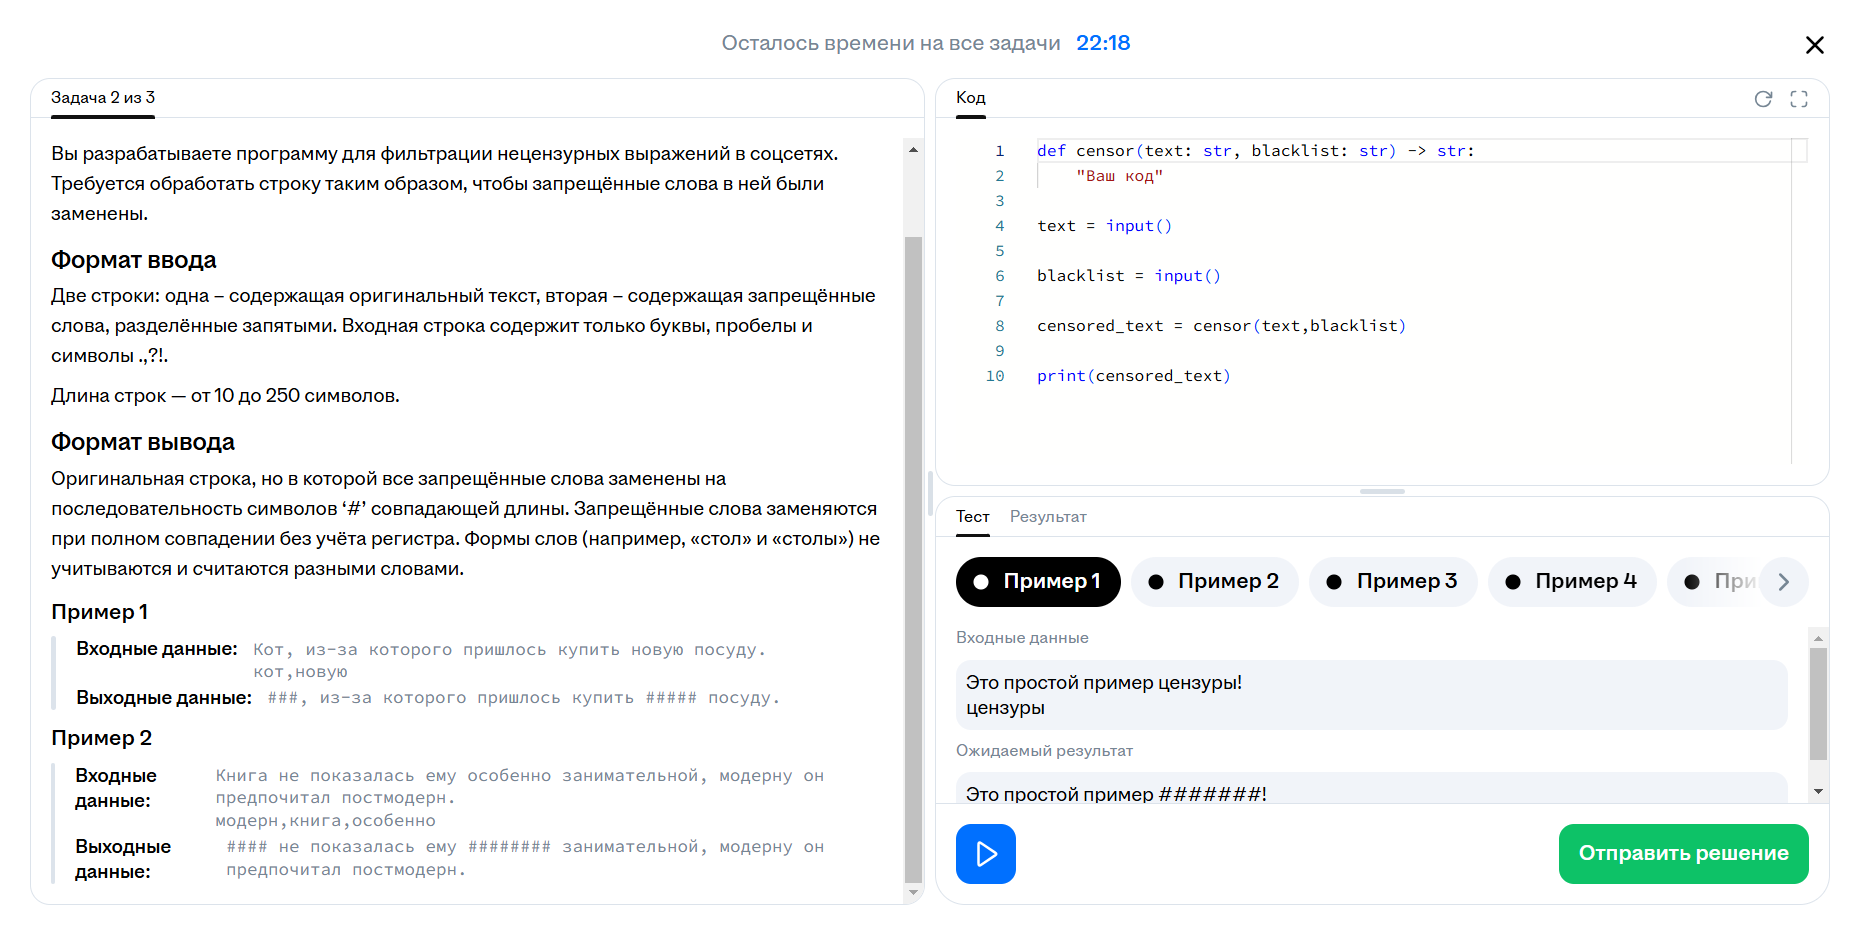 Осталось времени на все задачи 22:18
Задача 2 из 3
Вы разрабатываете программу для фильтрации нецензурных выражений в соцсетях.
Требуется обработать строку таким образом, чтобы запрещённые слова в ней были
заменены.
Формат ввода
Две строки: одна – содержащая оригинальный текст, вторая – содержащая запрещённые
слова, разделённые запятыми. Входная строка содержит только буквы, пробелы и
символы .,?!.
Длина строк — от 10 до 250 символов.
Формат вывода
Оригинальная строка, но в которой все запрещённые слова заменены на
последовательность символов ‘#’ совпадающей длины. Запрещённые слова заменяются
при полном совпадении без учёта регистра. Формы слов (например, «стол» и «столы») не
учитываются и считаются разными словами.
Пример 1
Входные данные: Кот, из-за которого пришлось купить новую посуду.
кот,новую
Выходные данные: ###, из-за которого пришлось купить ##### посуду.
Пример 2
Входные данные: Книга не показалась ему особенно занимательной, модерну он
предпочитал постмодерн.
модерн,книга,особенно
Выходные данные: #### не показалась ему ######## занимательной, модерну он
предпочитал постмодерн.
Код
1 def censor(text: str, blacklist: str) -> str:
2 "Ваш код"
3
4 text = input()
5
6 blacklist = input()
7
8 censored_text = censor(text,blacklist)
9
10 print(censored_text)
Тест Результат
Пример 1 Пример 2 Пример 3 Пример 4 При
Входные данные
Это простой пример цензуры!
цензуры
Ожидаемый результат
Это простой пример #######!
Отправить решение